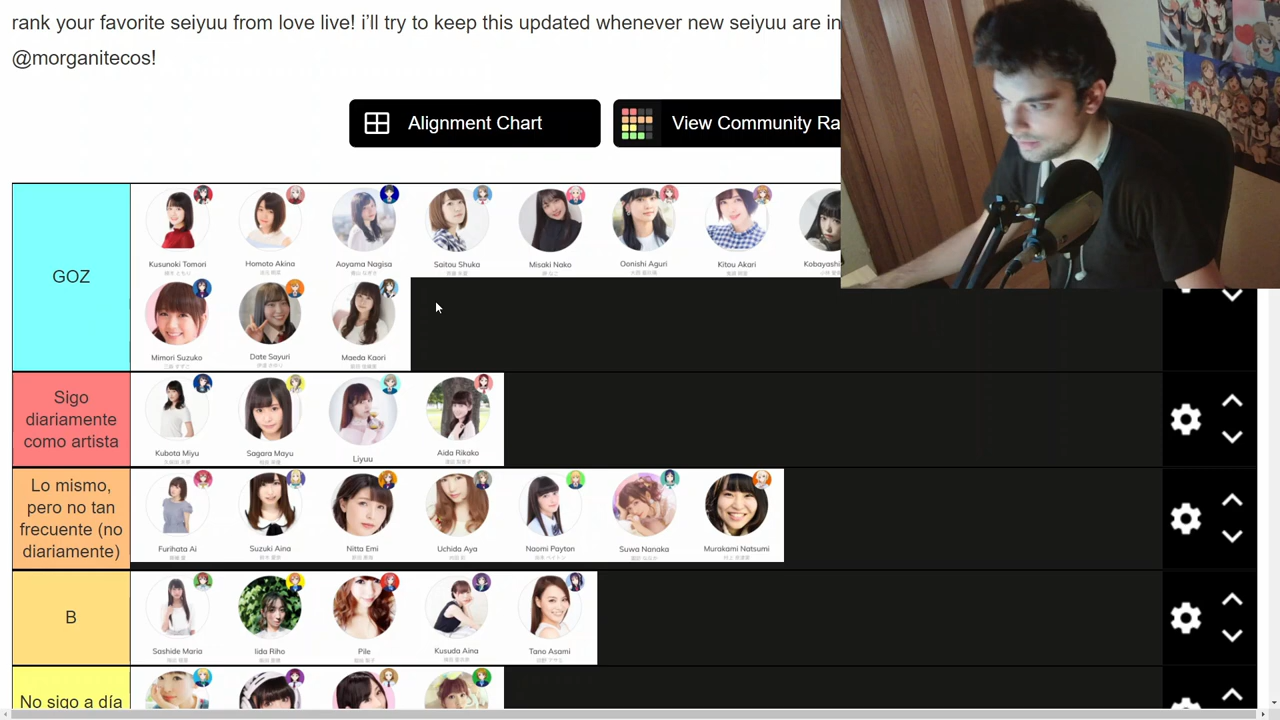 rank your favorite seiyuu from love live! i'll try to keep this updated whenever new seiyuu are in
@morganitecos!
Alignment Chart
View Community Ra
GOZ
Kusunoki Tomori
Homoto Akina
Aoyama Nagisa
Saitou Shuka
Misaki Nako
Oonishi Aguri
Kitou Akari
Kobayashi
Mimori Suzuko
Date Sayuri
Maeda Kaori
Sigo
diariamente
como artista
Kubota Miyu
Sagara Mayu
Liyuu
Aida Rikako
Lo mismo,
pero no tan
frecuente (no
diariamente)
Furihata Ai
Suzuki Aina
Nitta Emi
Uchida Aya
Naomi Payton
Suwa Nanaka
Murakami Natsumi
B
Sashide Maria
Iida Riho
Pile
Kusuda Aina
Tano Asami
No sigo a día